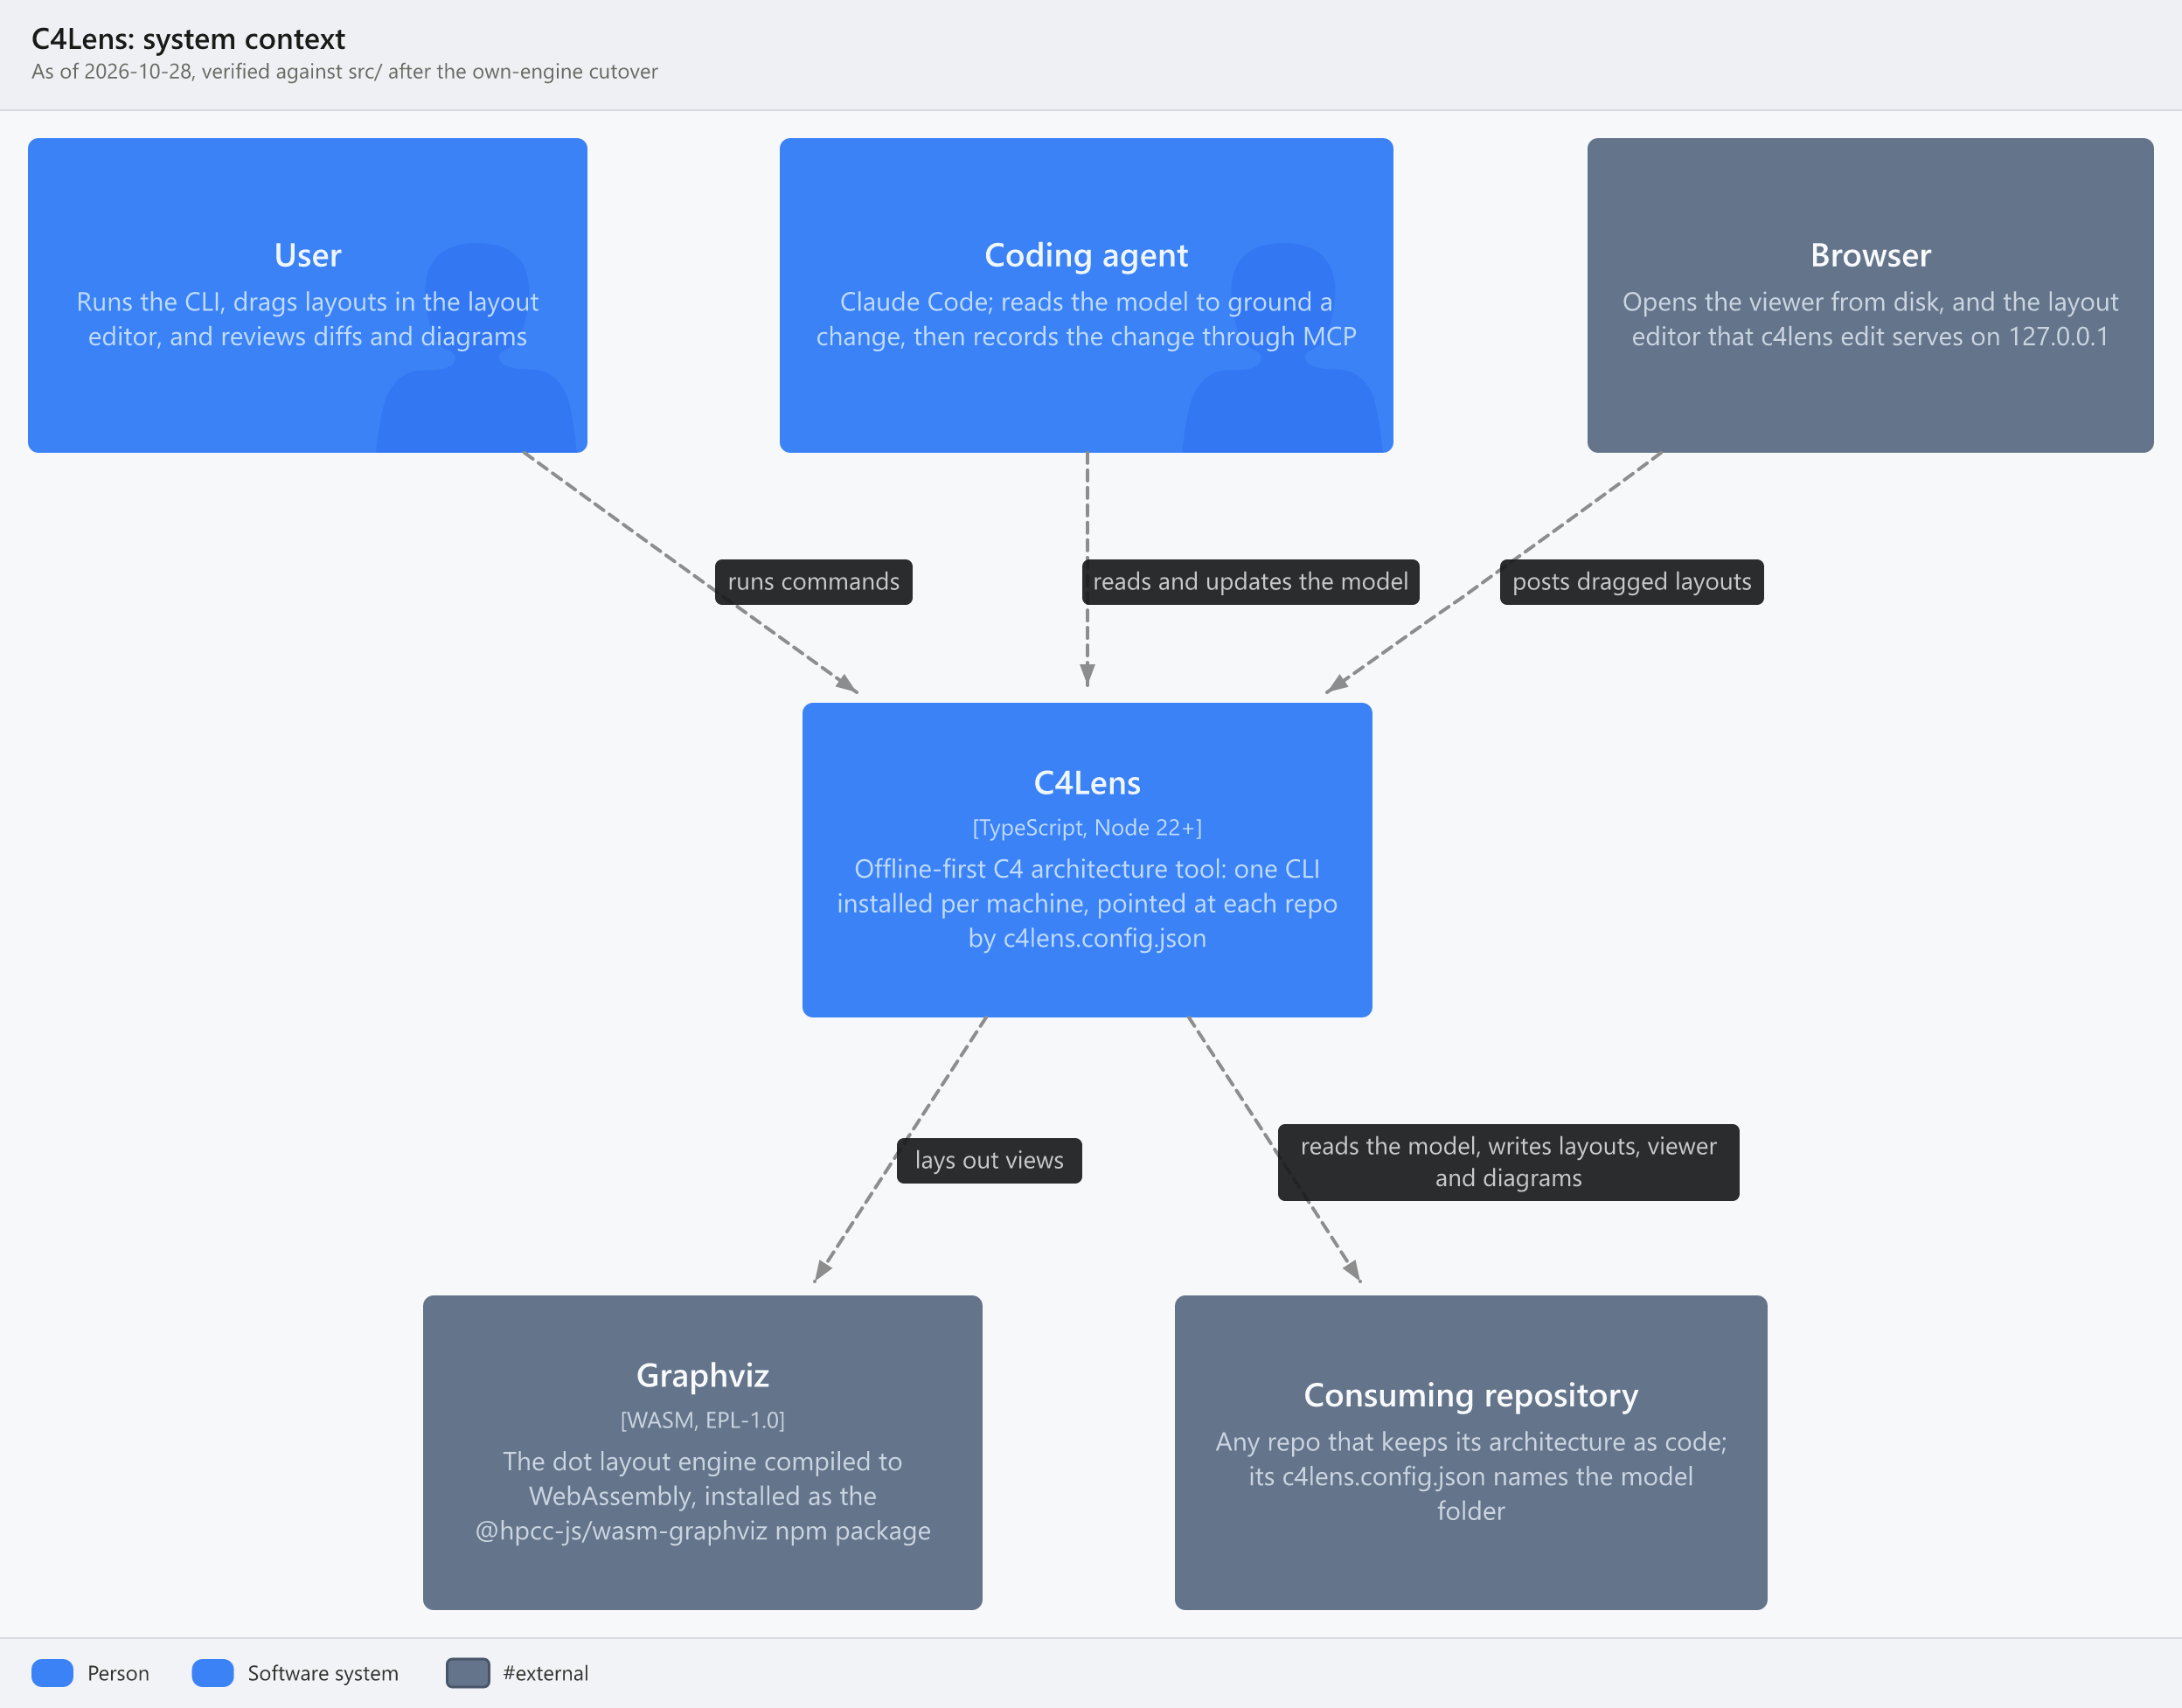 C4Lens: system context
As of 2026-10-28, verified against src/ after the own-engine cutover
User
Runs the CLI, drags layouts in the layout
editor, and reviews diffs and diagrams
Coding agent
Claude Code; reads the model to ground a
change, then records the change through MCP
Browser
Opens the viewer from disk, and the layout
editor that c4lens edit serves on 127.0.0.1
runs commands
reads and updates the model
posts dragged layouts
C4Lens
[TypeScript, Node 22+]
Offline-first C4 architecture tool: one CLI
installed per machine, pointed at each repo
by c4lens.config.json
lays out views
reads the model, writes layouts, viewer
and diagrams
Graphviz
[WASM, EPL-1.0]
The dot layout engine compiled to
WebAssembly, installed as the
@hpcc-js/wasm-graphviz npm package
Consuming repository
Any repo that keeps its architecture as code;
its c4lens.config.json names the model
folder
Person
Software system
#external